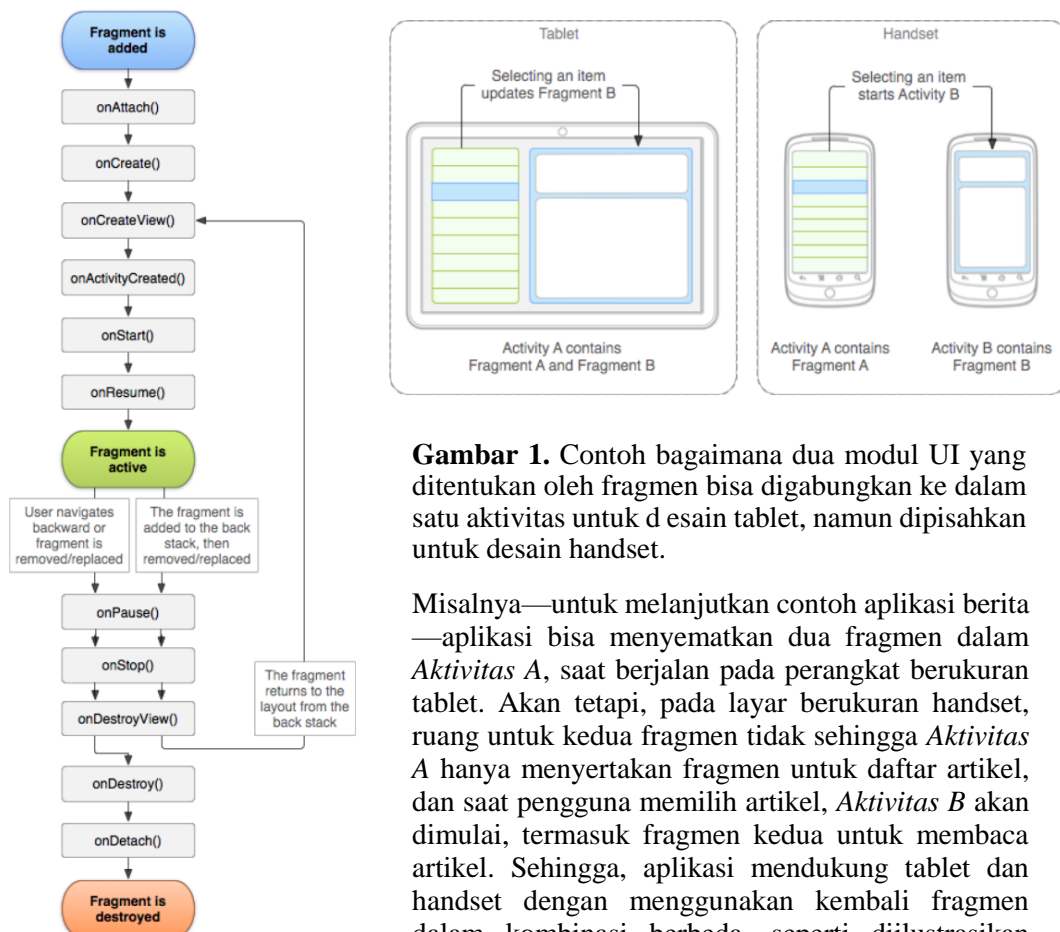 Fragment is
added
onAttach()
onCreate()
onCreateView()
onActivityCreated()
onStart()
onResume()
Fragment is
active
User navigates
backward or
fragment is
removed/replaced
The fragment is
added to the back
stack, then
removed/replaced
onPause()
onStop()
onDestroyView()
The fragment
returns to the
layout from the
back stack
onDestroy()
onDetach()
Fragment is
destroyed
Tablet
Selecting an item
updates Fragment B
Activity A contains
Fragment A and Fragment B
Handset
Selecting an item
starts Activity B
Activity A contains
Fragment A
Activity B contains
Fragment B
Gambar 1. Contoh bagaimana dua modul UI yang
ditentukan oleh fragmen bisa digabungkan ke dalam
satu aktivitas untuk d esain tablet, namun dipisahkan
untuk desain handset.
Misalnya—untuk melanjutkan contoh aplikasi berita
—aplikasi bisa menyematkan dua fragmen dalam
Aktivitas A, saat berjalan pada perangkat berukuran
tablet. Akan tetapi, pada layar berukuran handset,
ruang untuk kedua fragmen tidak sehingga Aktivitas
A hanya menyertakan fragmen untuk daftar artikel,
dan saat pengguna memilih artikel, Aktivitas B akan
dimulai, termasuk fragmen kedua untuk membaca
artikel. Sehingga, aplikasi mendukung tablet dan
handset dengan menggunakan kembali fragmen
dalam kombinasi berbeda, seperti diilustrasikan